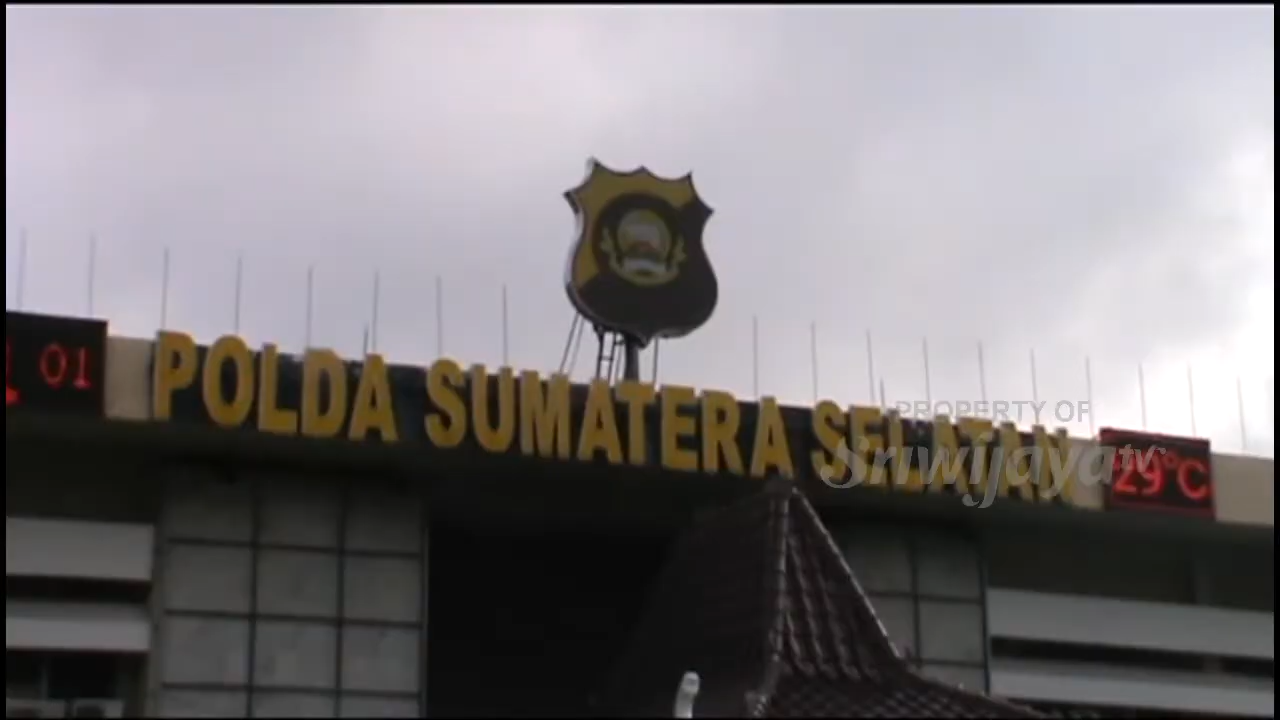 01
POLDA SUMATERA SELATAN
29°C
PROPERTY OF
Sriwijaya tv